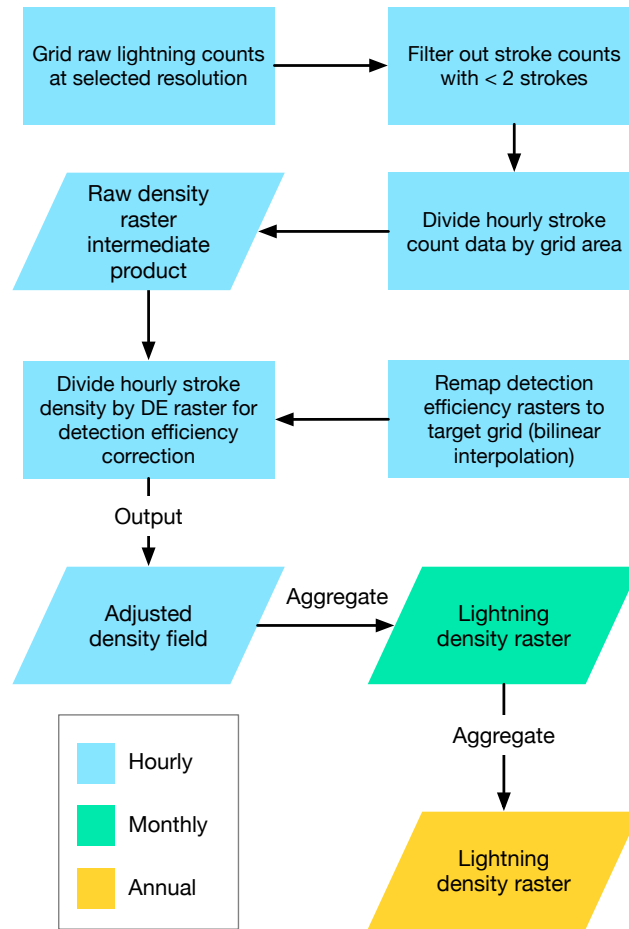 Grid raw lightning counts
at selected resolution
Filter out stroke counts
with < 2 strokes
Raw density
raster
intermediate
product
Divide hourly stroke
count data by grid area
Divide hourly stroke
density by DE raster for
detection efficiency
correction
Remap detection
efficiency rasters to
target grid (bilinear
interpolation)
Output
Adjusted
density field
Aggregate
Lightning
density raster
Aggregate
Hourly
Monthly
Annual
Lightning
density raster